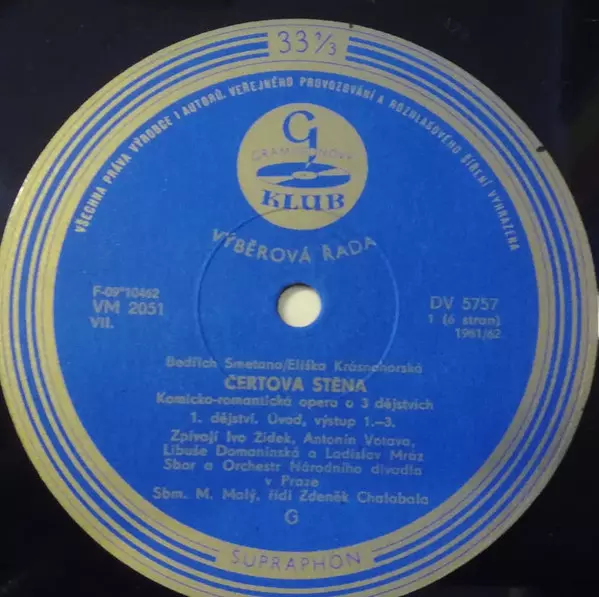 33 1/3
VŠECHNA PRÁVA VÝROBCE I AUTORŮ. VEŘEJNÉHO PROVOZOVÁNÍ A ROZHLASOVÉHO ŠÍŘENÍ VYHRAZENA
G
GRAMOFONOVÝ
KLUB
VÝBĚROVÁ ŘADA
F-09*10462
VM 2051
VII.
DV 5757
1 (6 stran)
1961/62
Bedřich Smetana/Eliška Krásnohorská
ČERTOVA STĚNA
Komicko-romantická opera o 3 dějstvích
1. dějství. Úvod, výstup 1.–3.
Zpívají Ivo Žídek, Antonín Votava,
Libuše Domanínská a Ladislav Mráz
Sbor a Orchestr Národního divadla
v Praze
Sbm. M. Malý, řídí Zdeněk Chalabala
G
SUPRAPHON